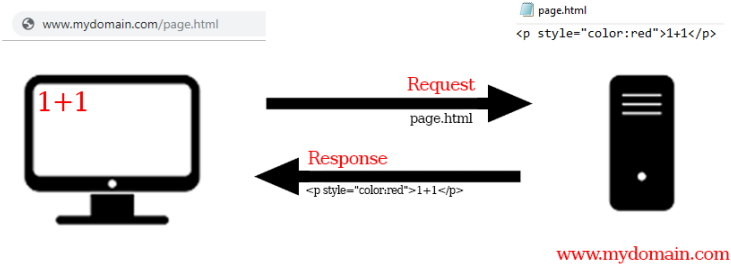 www.mydomain.com/page.html
page.html
<p style="color:red">1+1</p>
1+1
Request
page.html
Response
<p style="color:red">1+1</p>
www.mydomain.com